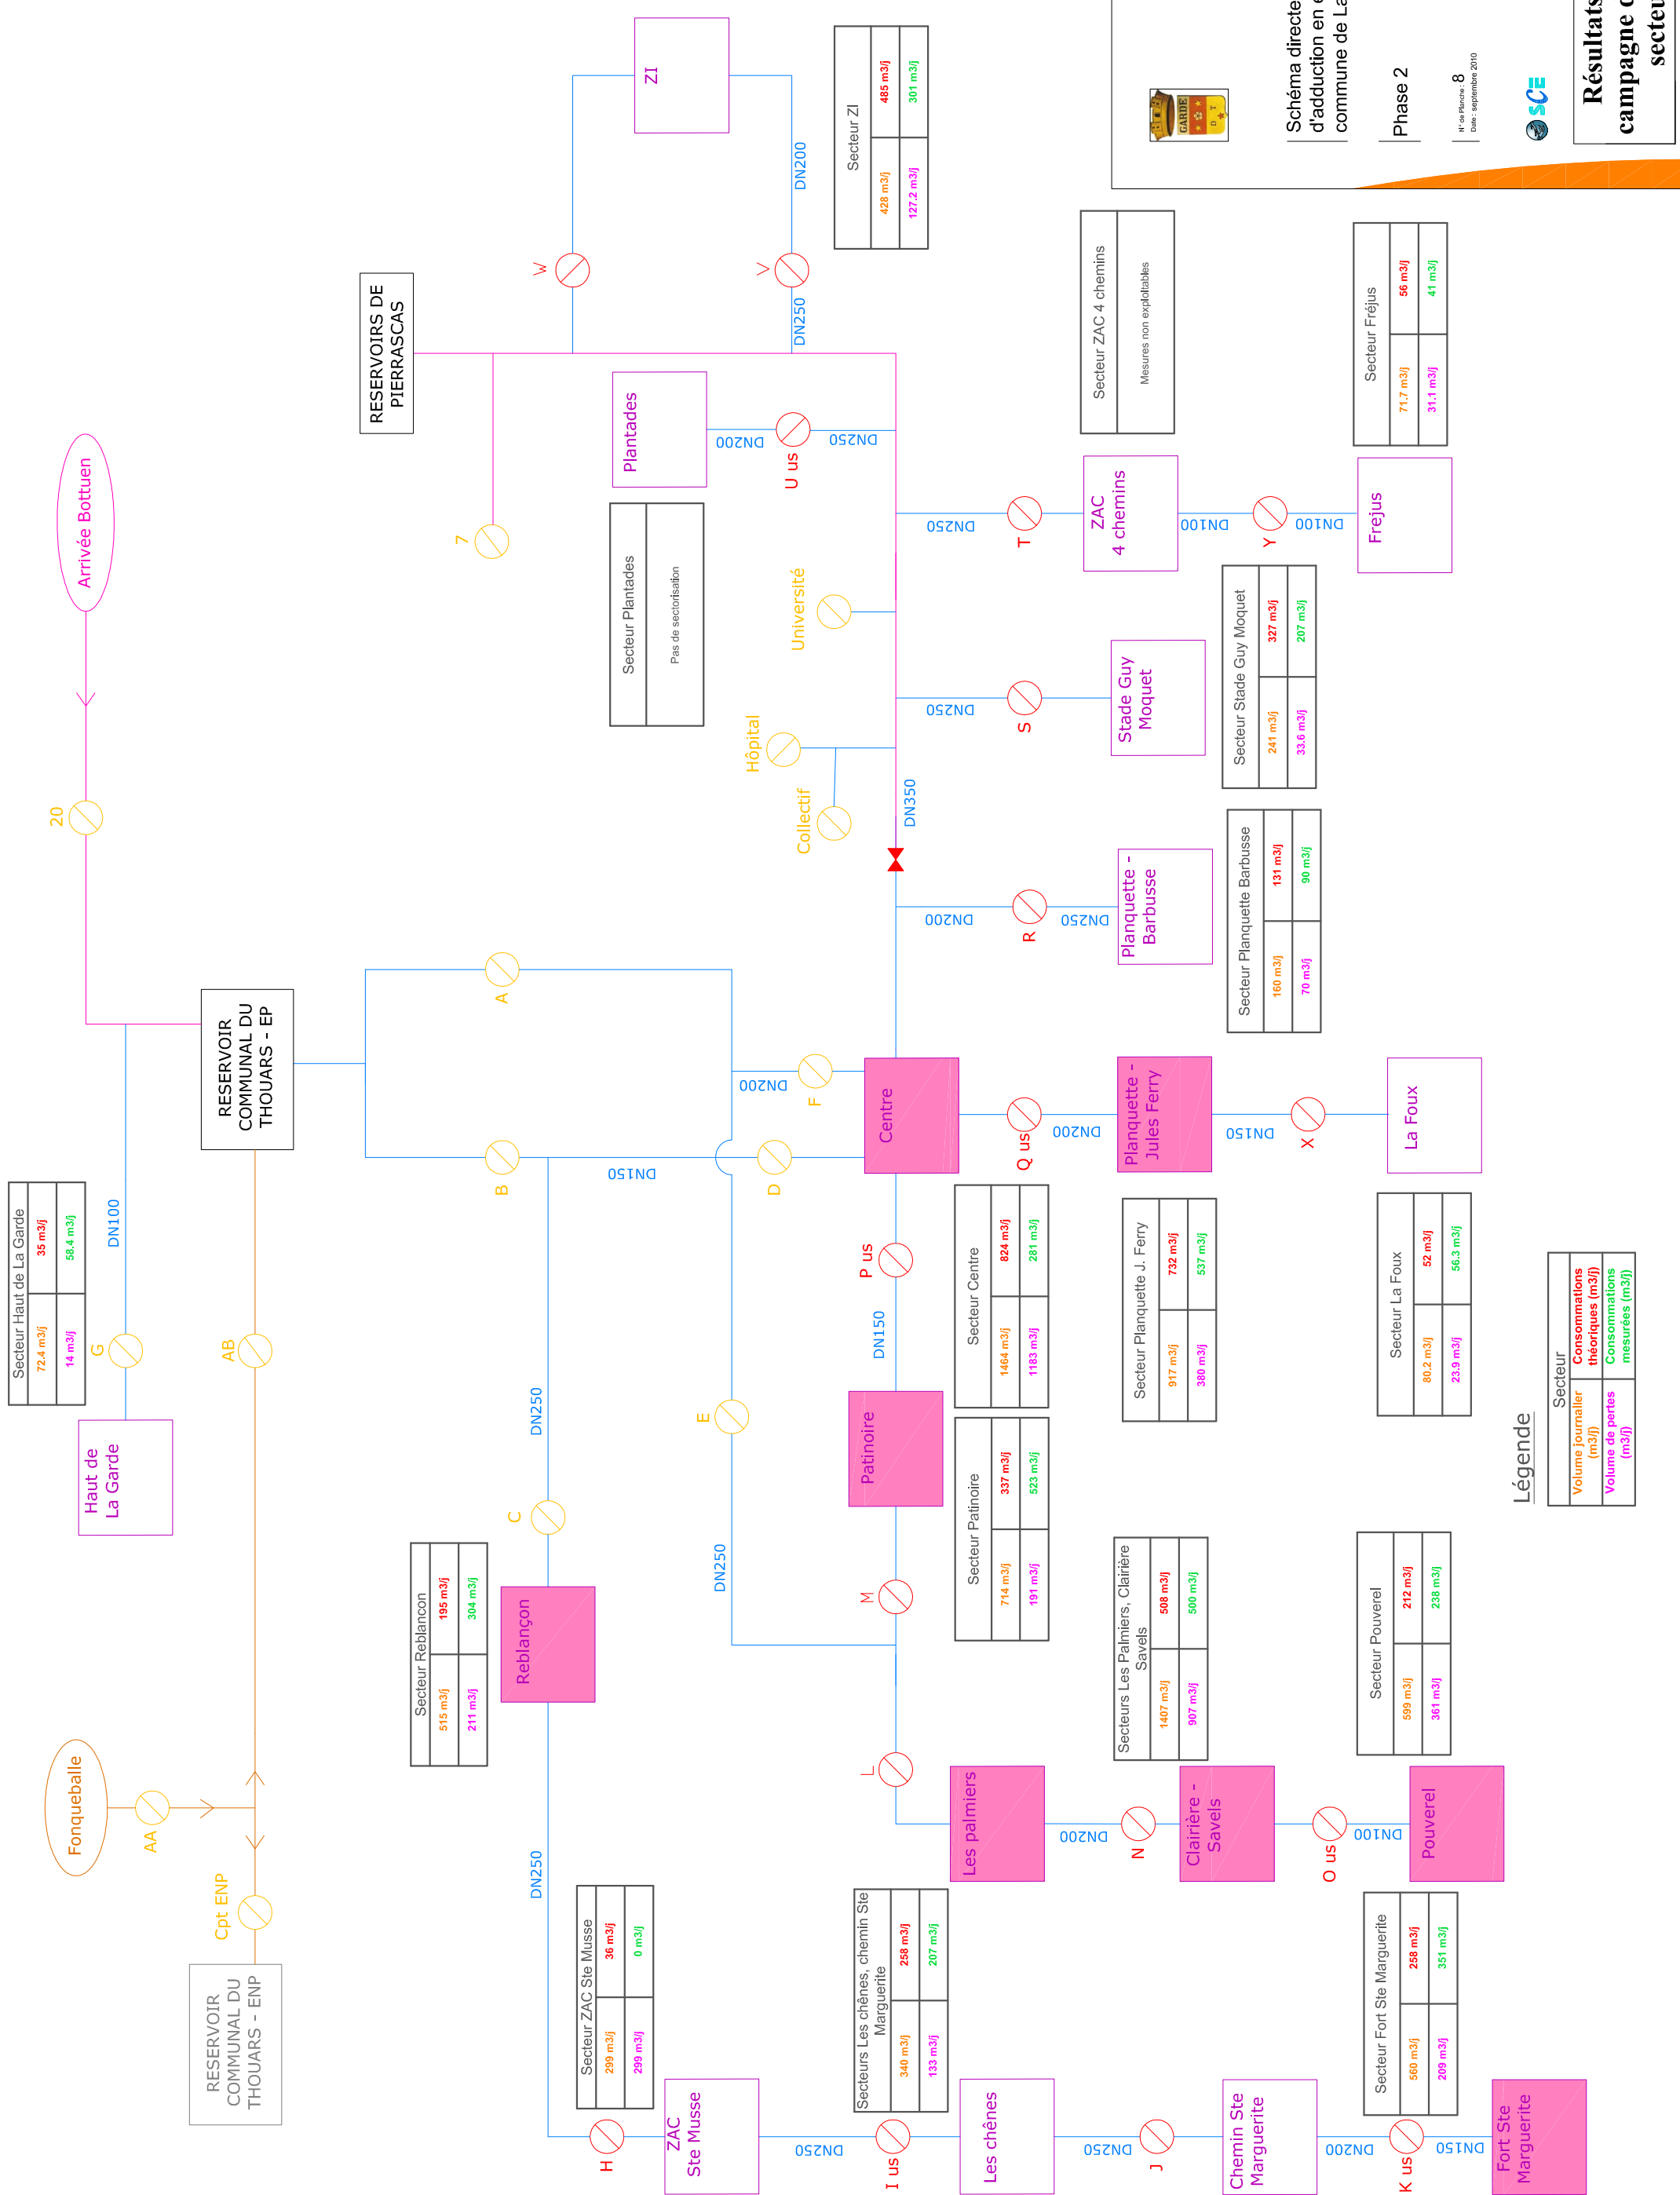 Arrivée Bottuen
20
RESERVOIRS DE
PIERRASCAS
7
W
V
DN250
DN200
ZI
Secteur ZI
428 m3/j
485 m3/j
127.2 m3/j
301 m3/j
Plantades
DN200
U us
DN250
Secteur Plantades
Pas de sectorisation
Université
Hôpital
Collectif
DN350
DN250
T
ZAC
4 chemins
DN100
Y
DN100
Frejus
Secteur ZAC 4 chemins
Mesures non exploitables
Secteur Fréjus
71.7 m3/j
56 m3/j
31.1 m3/j
41 m3/j
DN250
S
Stade Guy
Moquet
Secteur Stade Guy Moquet
241 m3/j
327 m3/j
33.6 m3/j
207 m3/j
DN200
R
DN250
Planquette -
Barbusse
Secteur Planquette Barbusse
160 m3/j
131 m3/j
70 m3/j
90 m3/j
RESERVOIR
COMMUNAL DU
THOUARS - EP
A
B
DN150
D
DN200
F
Centre
Q us
DN200
Planquette -
Jules Ferry
DN150
X
La Foux
Secteur Haut de La Garde
72.4 m3/j
35 m3/j
14 m3/j
58.4 m3/j
DN100
G
Haut de
La Garde
AB
P us
DN150
Patinoire
M
Secteur Centre
1464 m3/j
824 m3/j
1183 m3/j
281 m3/j
Secteur Patinoire
714 m3/j
337 m3/j
191 m3/j
523 m3/j
Secteur Planquette J. Ferry
917 m3/j
732 m3/j
380 m3/j
537 m3/j
Secteur La Foux
80.2 m3/j
52 m3/j
23.9 m3/j
56.3 m3/j
E
DN250
DN250
C
Reblançon
Secteur Reblancon
515 m3/j
195 m3/j
211 m3/j
304 m3/j
DN250
Fonqueballe
AA
Cpt ENP
RESERVOIR
COMMUNAL DU
THOUARS - ENP
L
Les palmiers
DN200
N
Clairière -
Savels
O us
DN100
Pouverel
Secteurs Les Palmiers, Clairière
Savels
1407 m3/j
508 m3/j
907 m3/j
500 m3/j
Secteur Pouverel
599 m3/j
212 m3/j
361 m3/j
238 m3/j
H
ZAC
Ste Musse
DN250
I us
Les chênes
DN250
J
Chemin Ste
Marguerite
DN200
K us
DN150
Fort Ste
Marguerite
Secteur ZAC Ste Musse
299 m3/j
36 m3/j
299 m3/j
0 m3/j
Secteurs Les chênes, chemin Ste
Marguerite
340 m3/j
258 m3/j
133 m3/j
207 m3/j
Secteur Fort Ste Marguerite
560 m3/j
258 m3/j
209 m3/j
351 m3/j
Légende
Secteur
Volume journalier
(m3/j)
Consommations
théoriques (m3/j)
Volume de pertes
(m3/j)
Consommations
mesurées (m3/j)
GARDE
D T
Schéma directe
d'adduction en e
commune de La
Phase 2
N° de Planche : 8
Date : septembre 2010
SCE
Résultats
campagne d
secteu